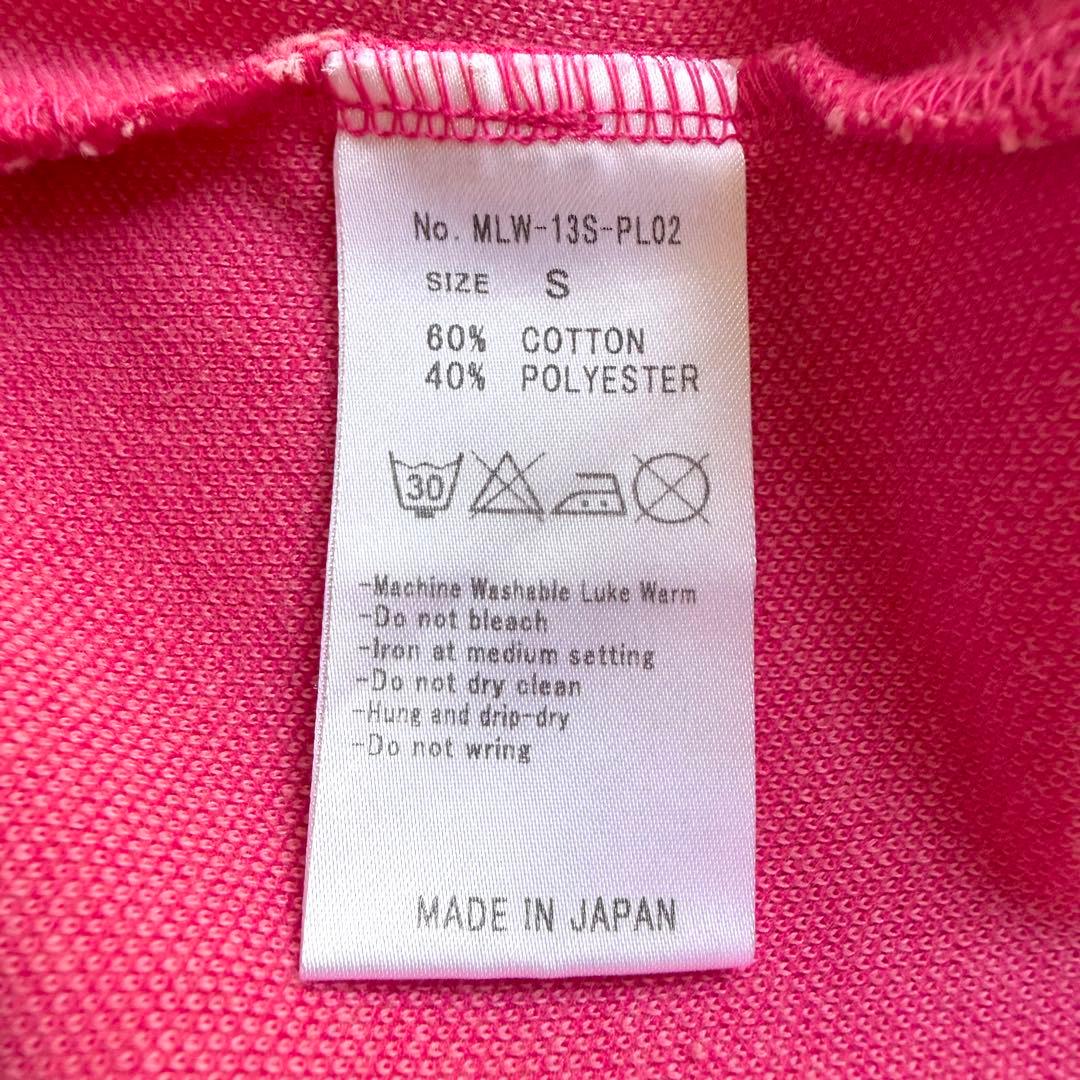 No. MLW-13S-PL02
SIZE S
60% COTTON
40% POLYESTER
30
-Machine Washable Luke Warm
-Do not bleach
-Iron at medium setting
-Do not dry clean
-Hung and drip-dry
-Do not wring
MADE IN JAPAN